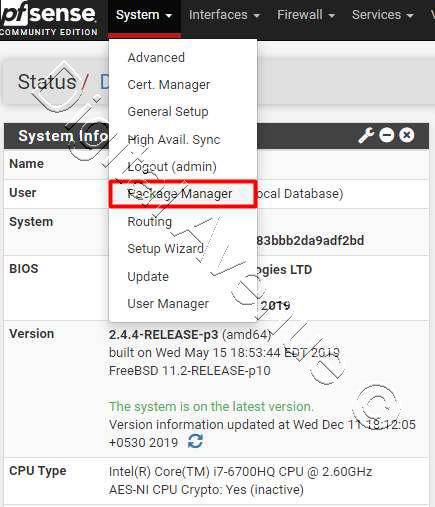 pfsense System Interfaces Firewall Services
COMMUNITY EDITION
Status / D
Advanced
Cert. Manager
General Setup
High Avail. Sync
Logout (admin)
Package Manager
Routing
Setup Wizard
Update
User Manager
System Info
Name
User ocal Database)
System
83bbb2da9adf2bd
BIOS ogies LTD
2019
Version 2.4.4-RELEASE-p3 (amd64)
built on Wed May 15 18:53:44 EDT 2019
FreeBSD 11.2-RELEASE-p10
The system is on the latest version.
Version information updated at Wed Dec 11 18:12:05
+0530 2019
CPU Type Intel(R) Core(TM) i7-6700HQ CPU @ 2.60GHz
AES-NI CPU Crypto: Yes (inactive)